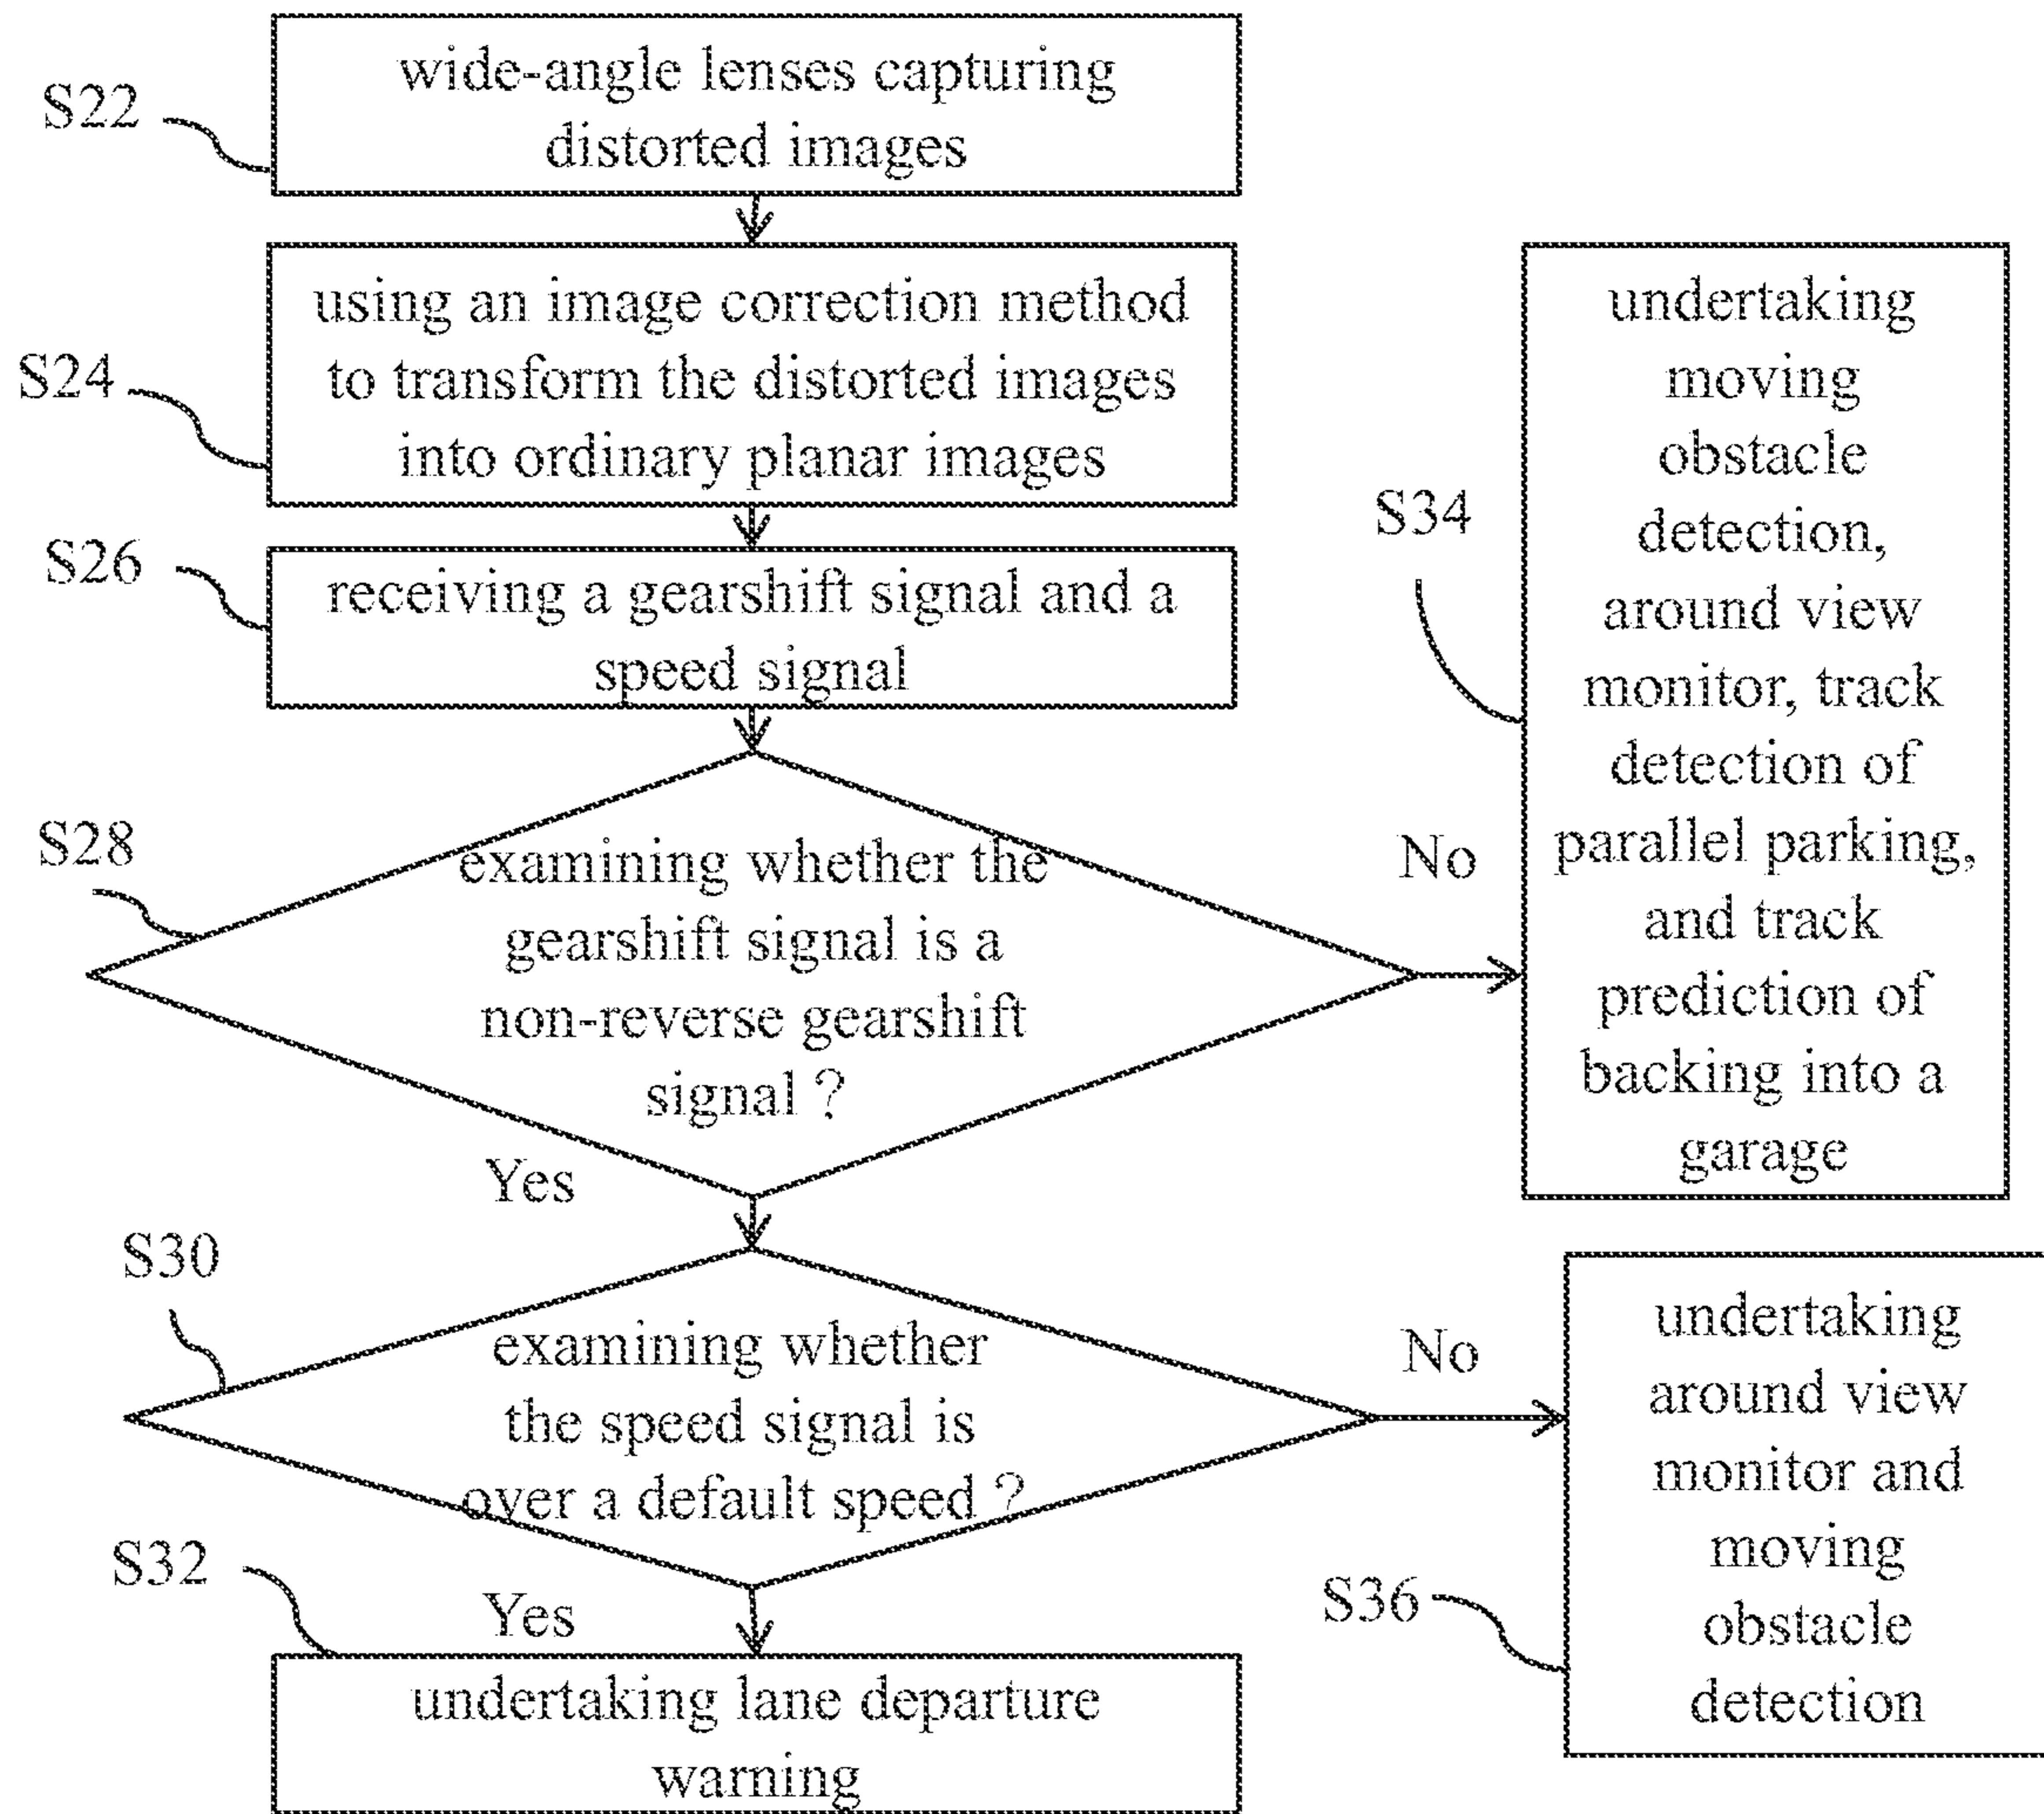 S22
wide-angle lenses capturing
distorted images
S24
using an image correction method
to transform the distorted images
into ordinary planar images
S26
receiving a gearshift signal and a
speed signal
S28
examining whether the
gearshift signal is a
non-reverse gearshift
signal ?
No
Yes
S34
undertaking
moving
obstacle
detection,
around view
monitor, track
detection of
parallel parking,
and track
prediction of
backing into a
garage
S30
examining whether
the speed signal is
over a default speed ?
No
Yes
S36
undertaking
around view
monitor and
moving
obstacle
detection
S32
undertaking lane departure
warning